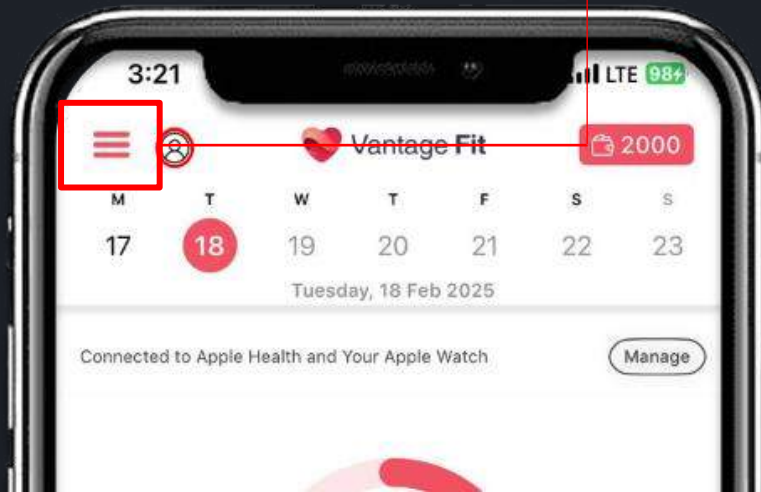 3:21 LTE 98
Vantage Fit 2000
M T W T F S S
17 18 19 20 21 22 23
Tuesday, 18 Feb 2025
Connected to Apple Health and Your Apple Watch Manage